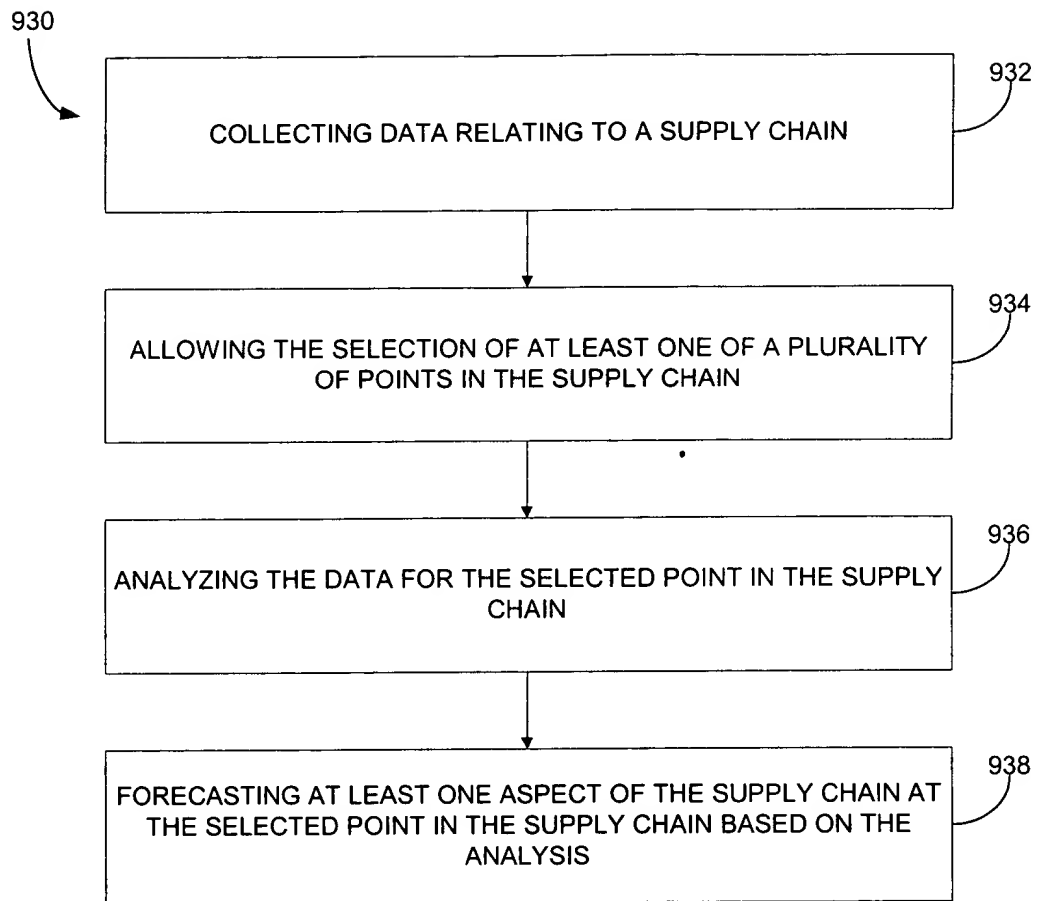 930
932
COLLECTING DATA RELATING TO A SUPPLY CHAIN
934
ALLOWING THE SELECTION OF AT LEAST ONE OF A PLURALITY
OF POINTS IN THE SUPPLY CHAIN
936
ANALYZING THE DATA FOR THE SELECTED POINT IN THE SUPPLY
CHAIN
938
FORECASTING AT LEAST ONE ASPECT OF THE SUPPLY CHAIN AT
THE SELECTED POINT IN THE SUPPLY CHAIN BASED ON THE
ANALYSIS